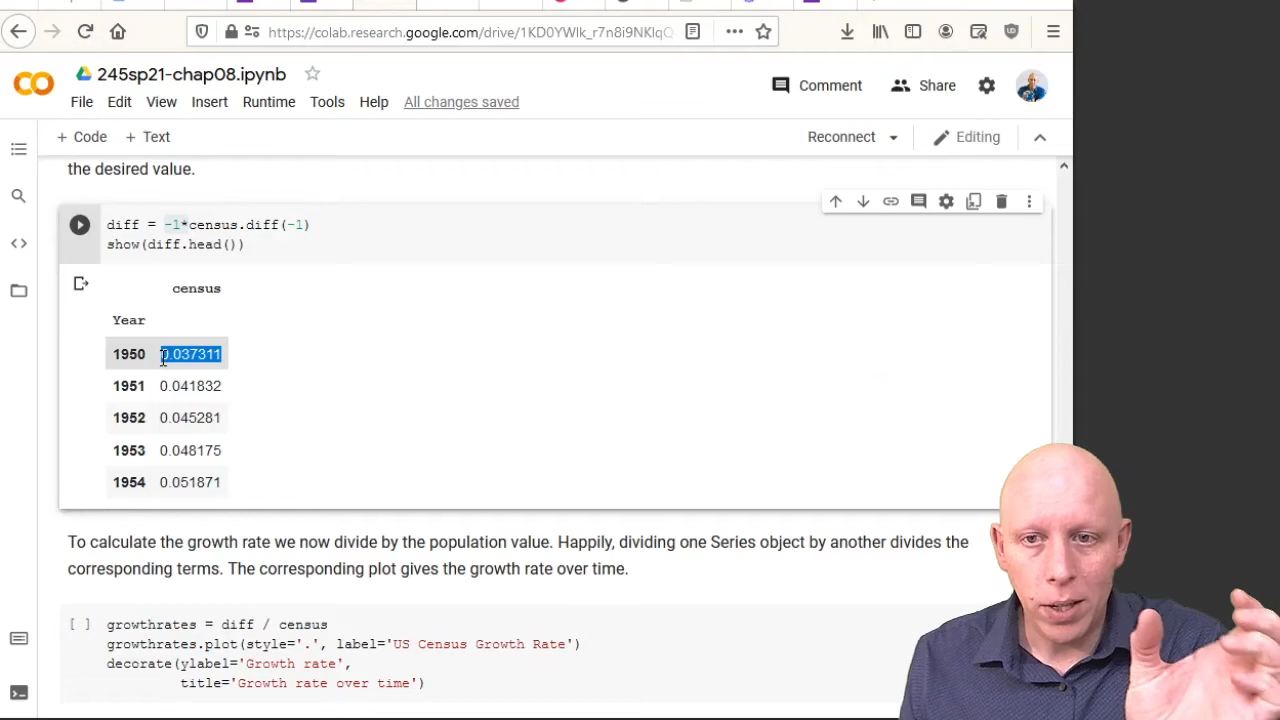 https://colab.research.google.com/drive/1KD0YWlk_r7n8i9NKlqQ
CO
245sp21-chap08.ipynb
Comment
Share
File Edit View Insert Runtime Tools Help All changes saved
+ Code + Text
Reconnect
Editing
the desired value.
diff = -1*census.diff(-1)
show(diff.head())
census
Year
1950 0.037311
1951 0.041832
1952 0.045281
1953 0.048175
1954 0.051871
To calculate the growth rate we now divide by the population value. Happily, dividing one Series object by another divides the
corresponding terms. The corresponding plot gives the growth rate over time.
[ ] growthrates = diff / census
growthrates.plot(style='.', label='US Census Growth Rate')
decorate(ylabel='Growth rate',
title='Growth rate over time')